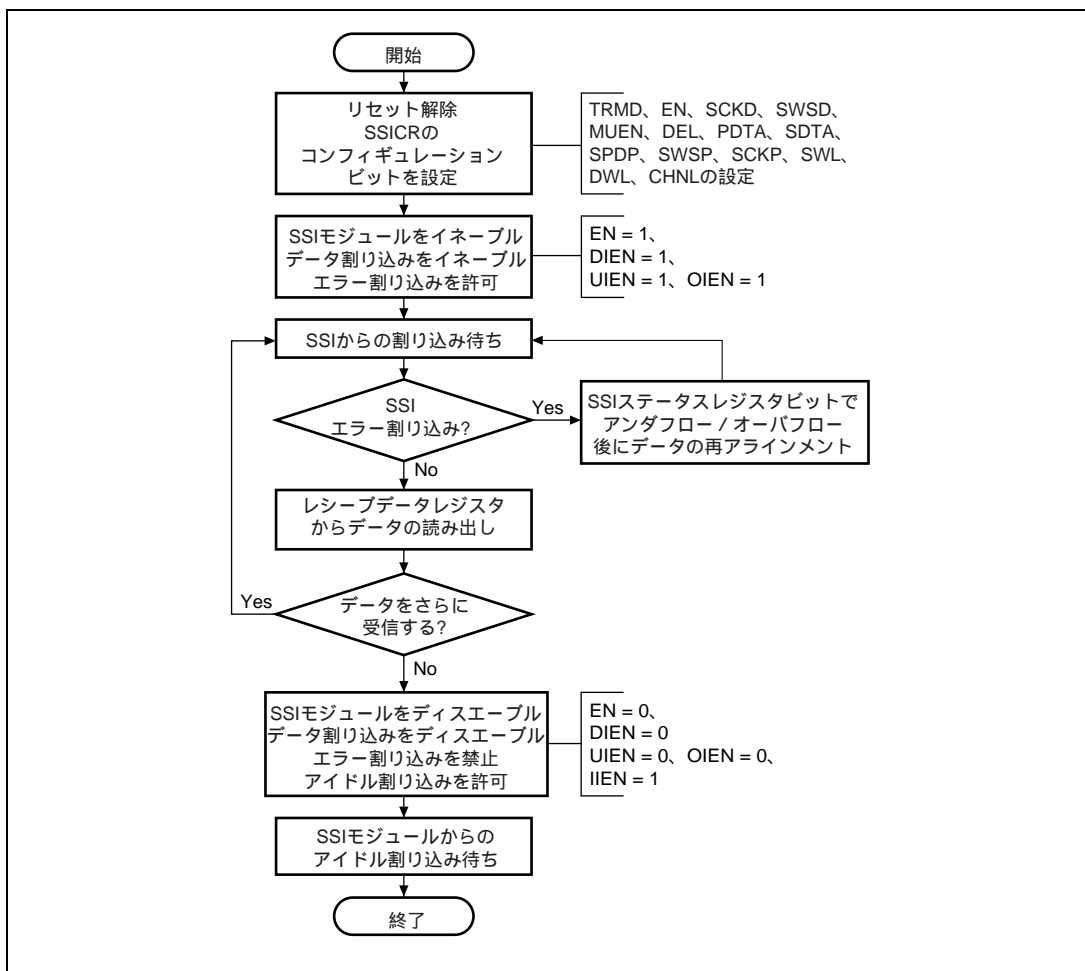 開始
リセット解除
SSICRの
コンフィギュレーション
ビットを設定
TRMD、EN、SCKD、SWSD、
MUEN、DEL、PDTA、SDTA、
SPDP、SWSP、SCKP、SWL、
DWL、CHNLの設定
SSIモジュールをイネーブル
データ割り込みをイネーブル
エラー割り込みを許可
EN = 1、
DIEN = 1、
UIEN = 1、OIEN = 1
SSIからの割り込み待ち
SSI
エラー割り込み?
Yes
SSIステータスレジスタビットで
アンダフロー / オーバフロー
後にデータの再アラインメント
No
レシーブデータレジスタ
からデータの読み出し
Yes
データをさらに
受信する?
No
SSIモジュールをディスエーブル
データ割り込みをディスエーブル
エラー割り込みを禁止
アイドル割り込みを許可
EN = 0、
DIEN = 0
UIEN = 0、OIEN = 0、
IIEN = 1
SSIモジュールからの
アイドル割り込み待ち
終了